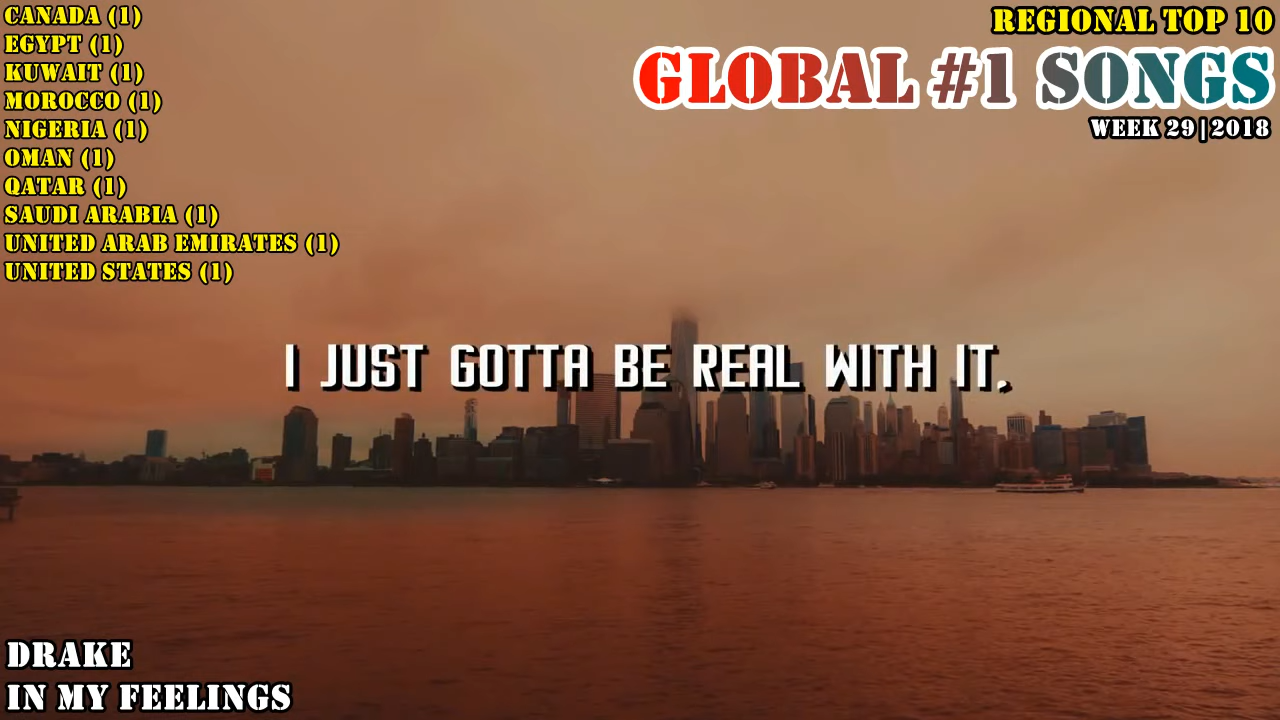 CANADA (1)
EGYPT (1)
KUWAIT (1)
MOROCCO (1)
NIGERIA (1)
OMAN (1)
QATAR (1)
SAUDI ARABIA (1)
UNITED ARAB EMIRATES (1)
UNITED STATES (1)
REGIONAL TOP 10
GLOBAL #1 SONGS
WEEK 29|2018
I JUST GOTTA BE REAL WITH IT.
DRAKE
IN MY FEELINGS